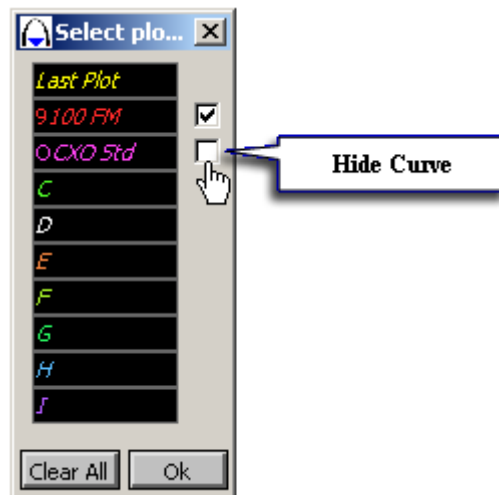 Select plo...
Last Plot
9100 FM
OCXO Std
Hide Curve
C
D
E
F
G
H
I
Clear All
Ok